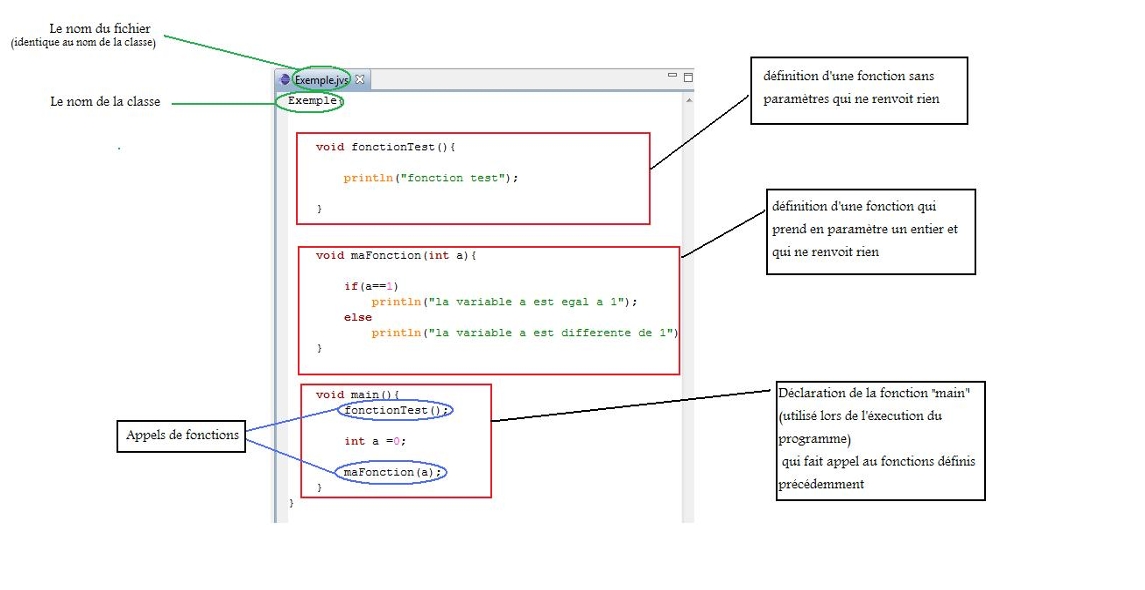 Le nom du fichier
(identique au nom de la classe)
Exemple.jvs
Le nom de la classe
Exemple{
définition d'une fonction sans
paramètres qui ne renvoit rien
void fonctionTest(){
println("fonction test");
}
définition d'une fonction qui
prend en paramètre un entier et
qui ne renvoit rien
void maFonction(int a){
if(a==1)
println("la variable a est egal a 1");
else
println("la variable a est differente de 1")
}
Déclaration de la fonction "main"
(utilisé lors de l'éxecution du
programme)
qui fait appel au fonctions définis
précédemment
void main(){
fonctionTest();
int a =0;
maFonction(a);
}
}
Appels de fonctions